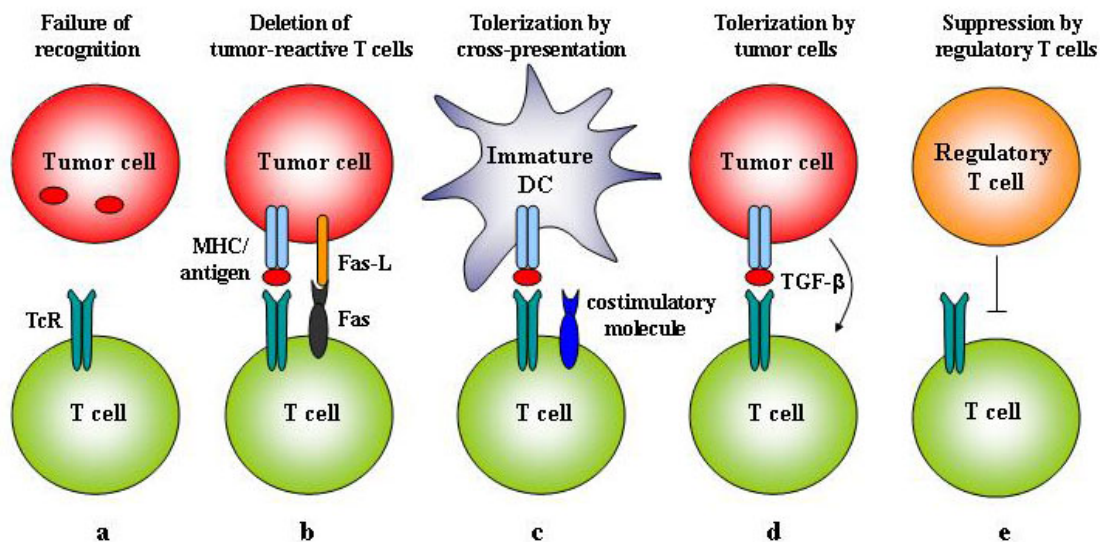 Failure of
recognition
Deletion of
tumor-reactive T cells
Tolerization by
cross-presentation
Tolerization by
tumor cells
Suppression by
regulatory T cells
Tumor cell
TcR
T cell
a
Tumor cell
MHC/
antigen
Fas-L
Fas
T cell
b
Immature
DC
costimulatory
molecule
T cell
c
Tumor cell
TGF-β
T cell
d
Regulatory
T cell
T cell
e